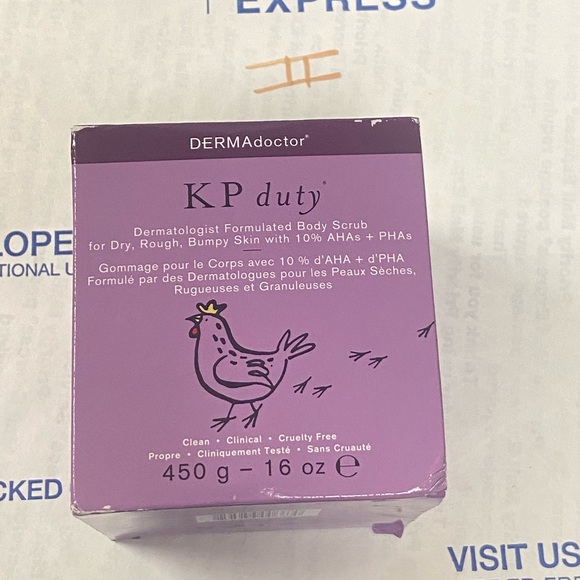 EXPRESS
II
DERMAdoctor®
KP duty®
Dermatologist Formulated Body Scrub
for Dry, Rough, Bumpy Skin with 10% AHAs + PHAs
Gommage pour le Corps avec 10 % d'AHA + d'PHA
Formulé par des Dermatologues pour les Peaux Sèches,
Rugueuses et Granuleuses
Clean • Clinical • Cruelty Free
Propre • Cliniquement Testé • Sans Cruauté
450 g – 16 oz ℮
LOPE
TIONAL U
CKED
VISIT US